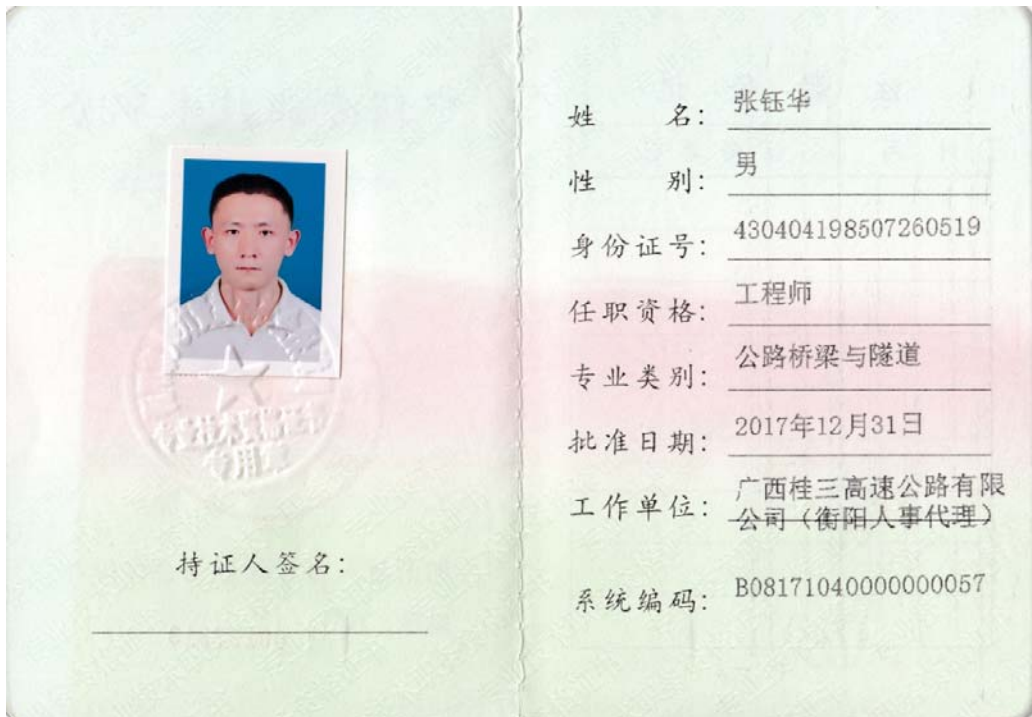 持证人签名:
姓 名: 张钰华
性 别: 男
身份证号: 430404198507260519
任职资格: 工程师
专业类别: 公路桥梁与隧道
批准日期: 2017年12月31日
工作单位: 广西桂三高速公路有限
公司（衡阳人事代理）
系统编码: B08171040000000057